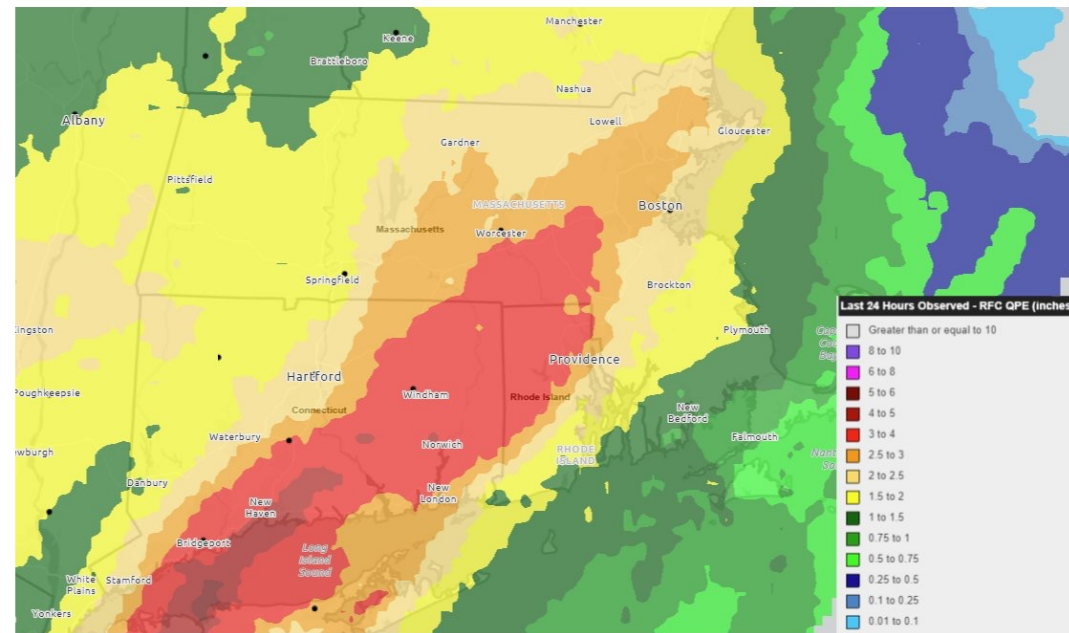 Manchester
Keene
Brattleboro
Nashua
Albany
Lowell
Gloucester
Gardner
Pittsfield
MASSACHUSETTS
Boston
Massachusetts
Worcester
Springfield
Brockton
Last 24 Hours Observed - RFC QPE (inches
Greater than or equal to 10
8 to 10
6 to 8
5 to 6
4 to 5
3 to 4
2.5 to 3
2 to 2.5
1.5 to 2
1 to 1.5
0.75 to 1
0.5 to 0.75
0.25 to 0.5
0.1 to 0.25
0.01 to 0.1
Kingston
Plymouth
Providence
Hartford
Poughkeepsie
Windham
Rhode Island
Connecticut
New
Bedford
Waterbury
Falmouth
Norwich
RHODE
ISLAND
ewburgh
Danbury
New
London
New
Haven
Bridgeport
Long
Island
Sound
White
Plains
Stamford
Yonkers